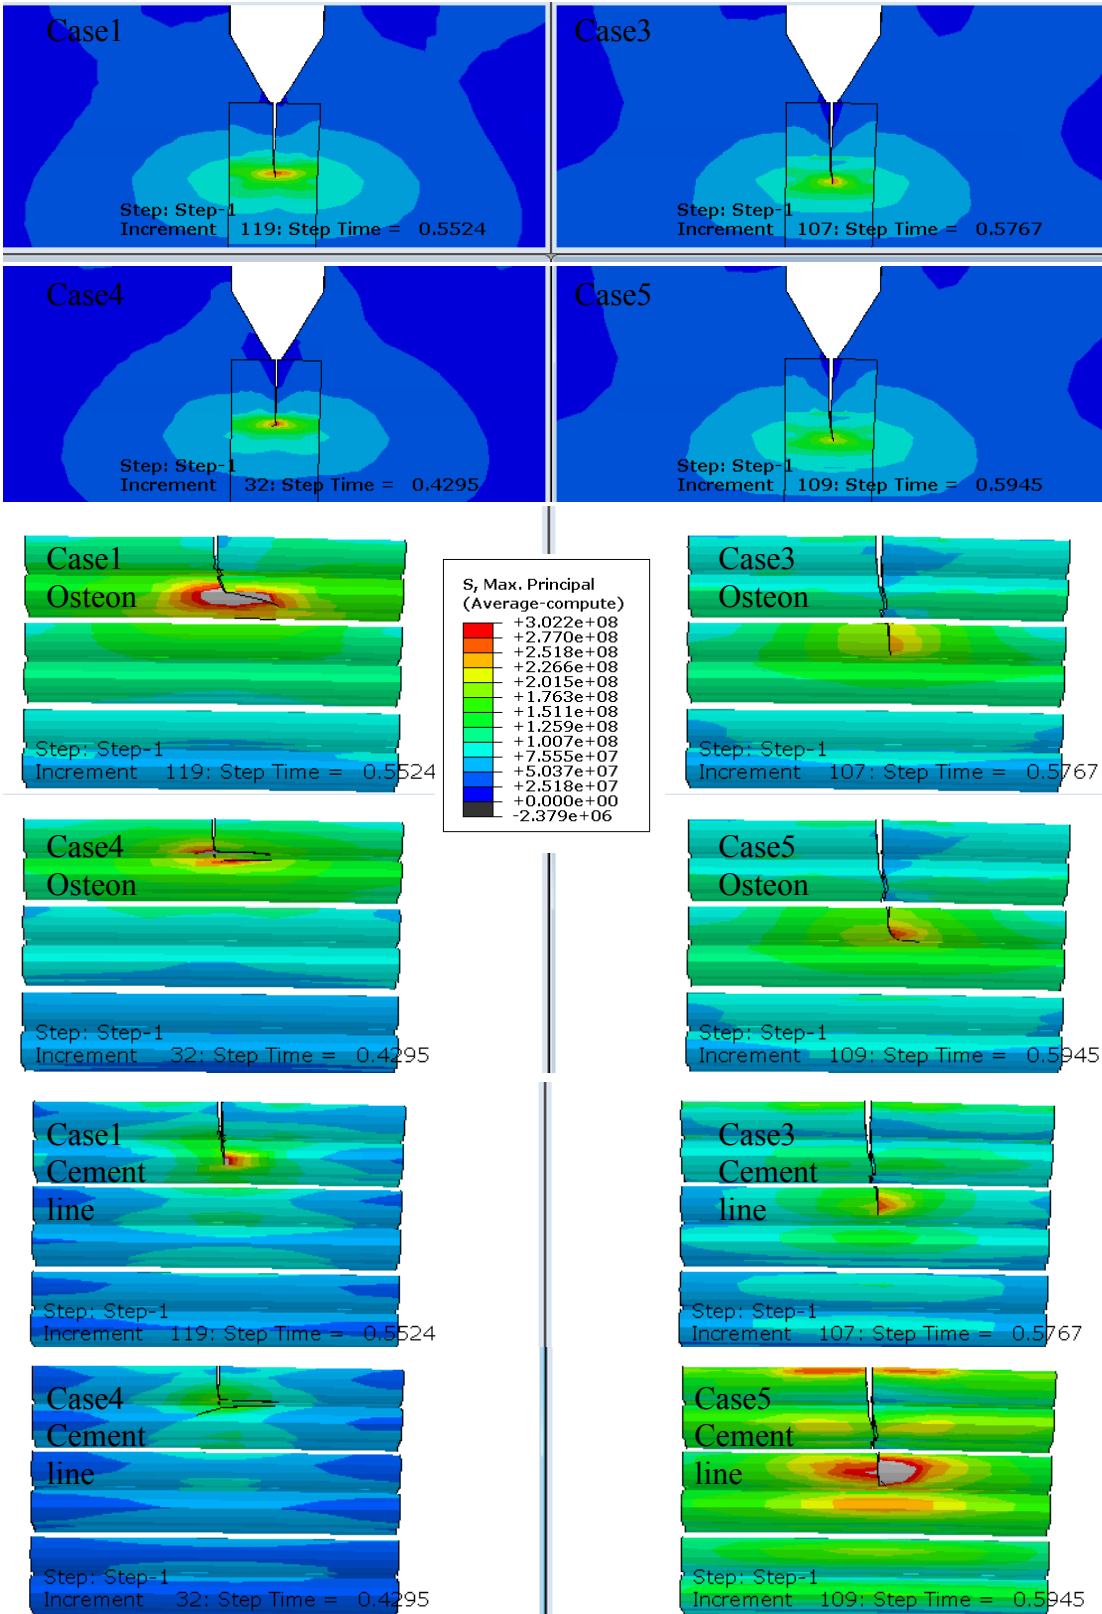 Case1
Step: Step-1
Increment 119: Step Time = 0.5524
Case3
Step: Step-1
Increment 107: Step Time = 0.5767
Case4
Step: Step-1
Increment 32: Step Time = 0.4295
Case5
Step: Step-1
Increment 109: Step Time = 0.5945
Case1
Osteon
Step: Step-1
Increment 119: Step Time = 0.5524
S, Max. Principal
(Average-compute)
+3.022e+08
+2.770e+08
+2.518e+08
+2.266e+08
+2.015e+08
+1.763e+08
+1.511e+08
+1.259e+08
+1.007e+08
+7.555e+07
+5.037e+07
+2.518e+07
+0.000e+00
-2.379e+06
Case3
Osteon
Step: Step-1
Increment 107: Step Time = 0.5767
Case4
Osteon
Step: Step-1
Increment 32: Step Time = 0.4295
Case5
Osteon
Step: Step-1
Increment 109: Step Time = 0.5945
Case1
Cement
line
Step: Step-1
Increment 119: Step Time = 0.5524
Case3
Cement
line
Step: Step-1
Increment 107: Step Time = 0.5767
Case4
Cement
line
Step: Step-1
Increment 32: Step Time = 0.4295
Case5
Cement
line
Step: Step-1
Increment 109: Step Time = 0.5945